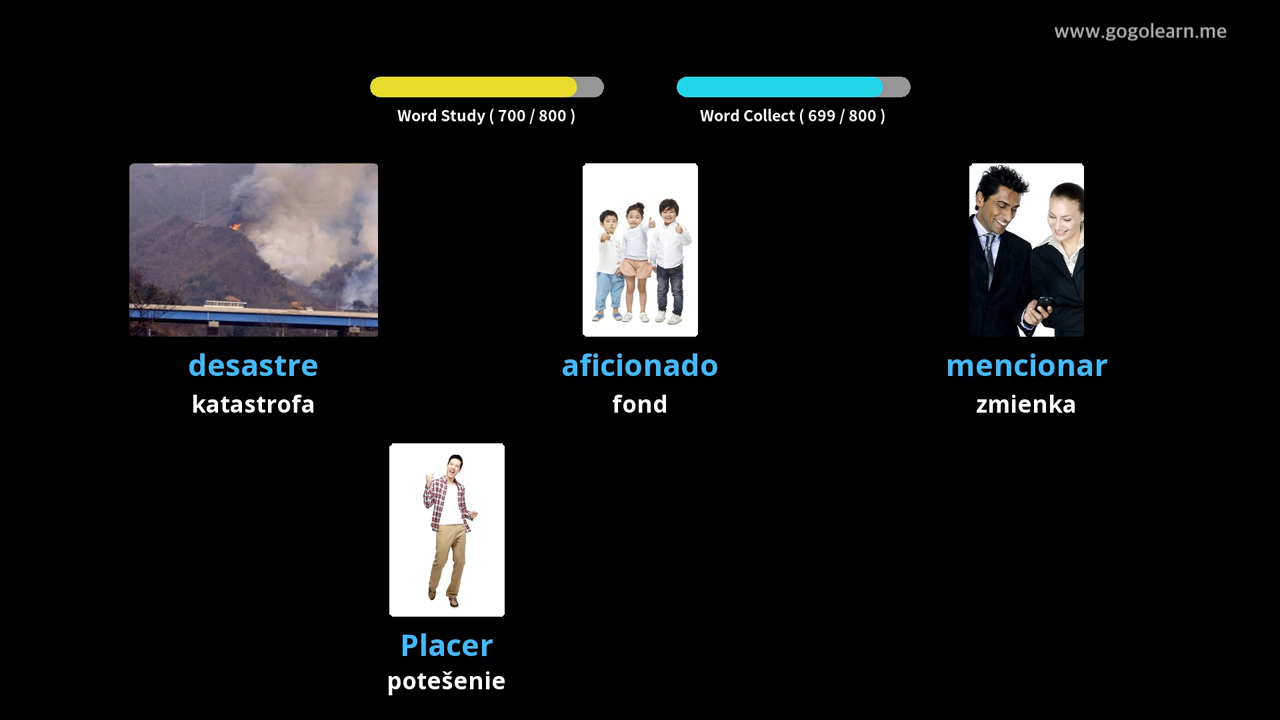 www.gogolearn.me
Word Study ( 700 / 800 )
Word Collect ( 699 / 800 )
desastre
katastrofa
aficionado
fond
mencionar
zmienka
Placer
potešenie